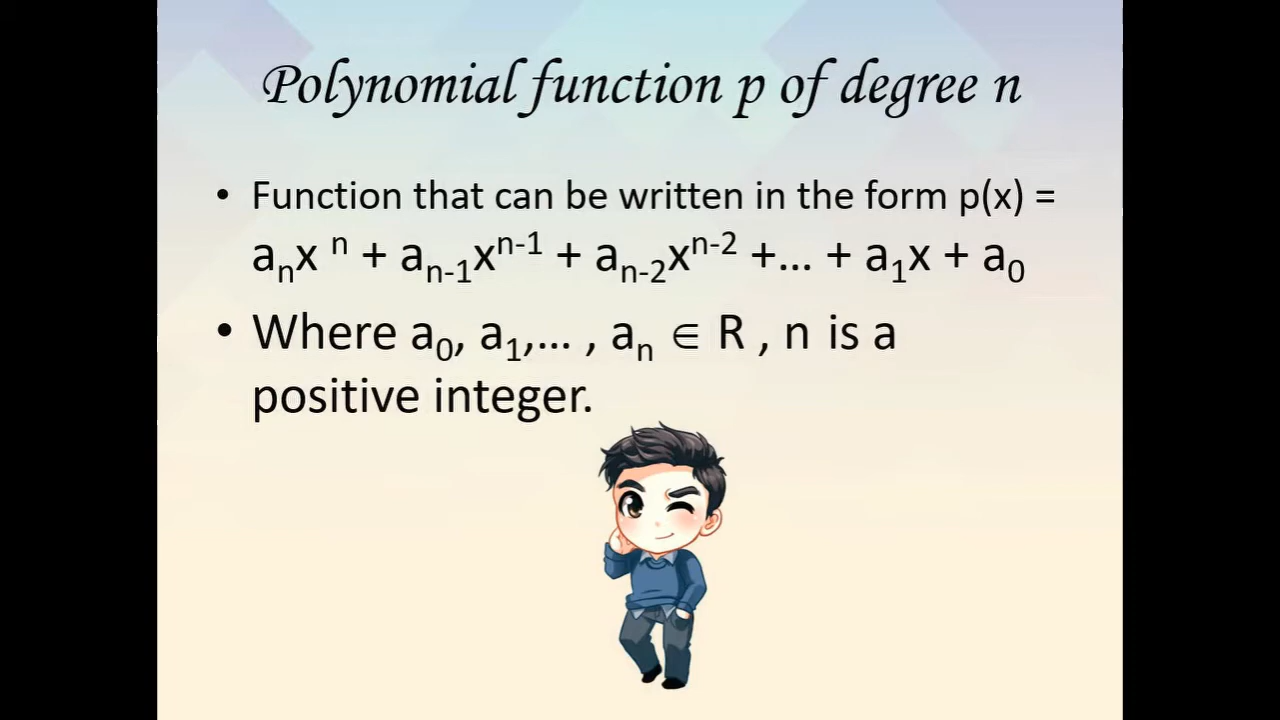 Polynomial function p of degree n
• Function that can be written in the form p(x) =
aₙx ⁿ + aₙ₋₁xⁿ⁻¹ + aₙ₋₂xⁿ⁻² +... + a₁x + a₀
• Where a₀, a₁,... , aₙ ∈ R , n is a
positive integer.